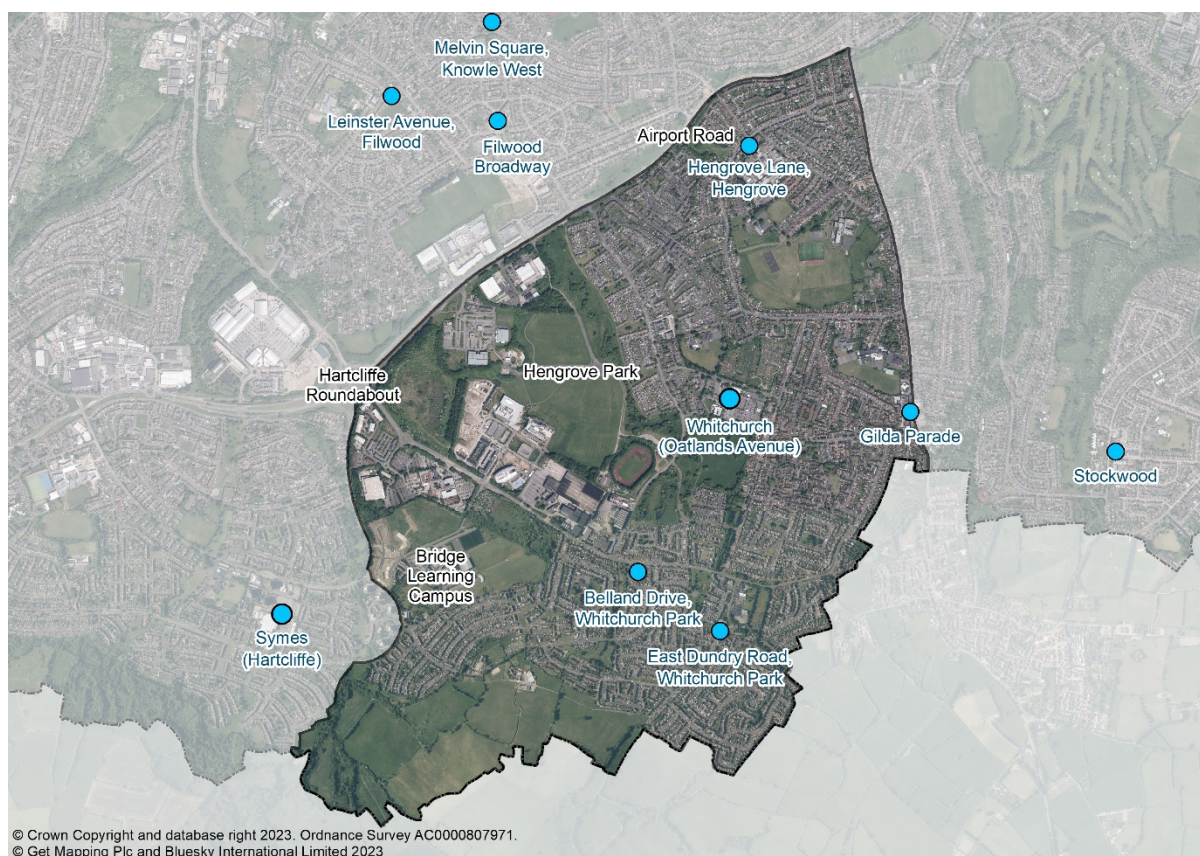 Melvin Square,
Knowle West
Leinster Avenue,
Filwood
Filwood
Broadway
Airport Road
Hengrove Lane,
Hengrove
Hartcliffe
Roundabout
Hengrove Park
Whitchurch
(Oatlands Avenue)
Gilda Parade
Stockwood
Bridge
Learning
Campus
Belland Drive,
Whitchurch Park
Symes
(Hartcliffe)
East Dundry Road,
Whitchurch Park
© Crown Copyright and database right 2023. Ordnance Survey AC0000807971.
© Get Mapping Plc and Bluesky International Limited 2023